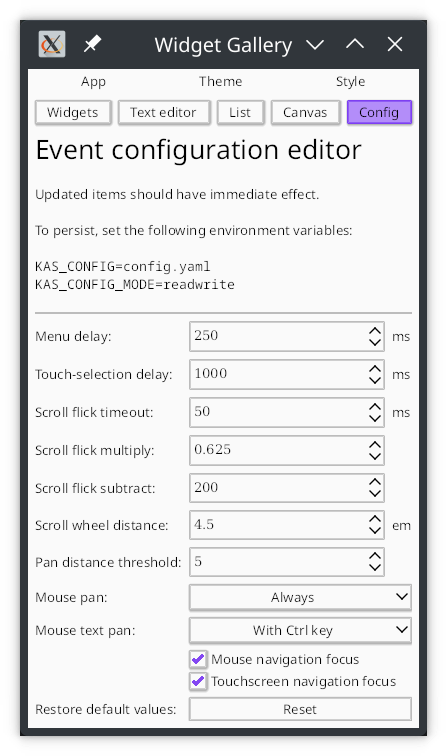 Widget Gallery
App Theme Style
Widgets Text editor List Canvas Config
Event configuration editor
Updated items should have immediate effect.
To persist, set the following environment variables:
KAS_CONFIG=config.yaml
KAS_CONFIG_MODE=readwrite
Menu delay: 250 ms
Touch-selection delay: 1000 ms
Scroll flick timeout: 50 ms
Scroll flick multiply: 0.625
Scroll flick subtract: 200
Scroll wheel distance: 4.5 em
Pan distance threshold: 5
Mouse pan: Always
Mouse text pan: With Ctrl key
Mouse navigation focus
Touchscreen navigation focus
Restore default values: Reset